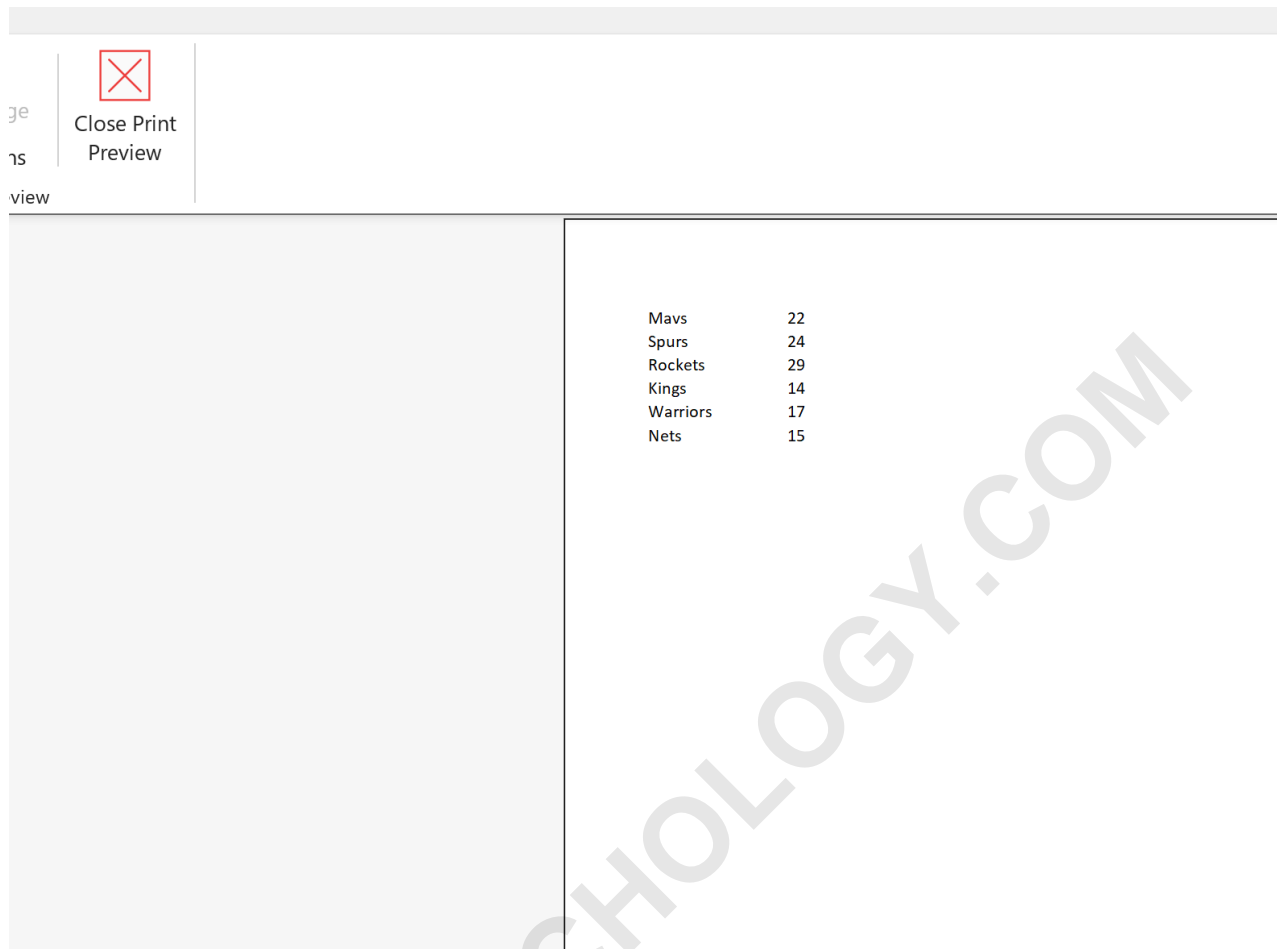 ge
ns
view
Close Print
Preview
Mavs 22
Spurs 24
Rockets 29
Kings 14
Warriors 17
Nets 15
CHOLOGY.COM